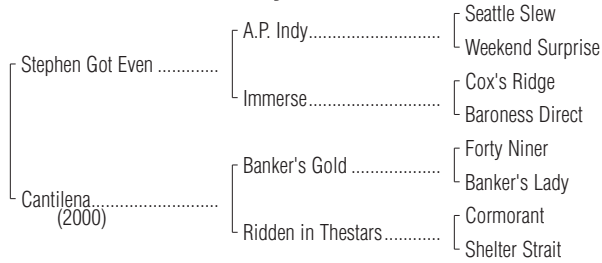 Seattle Slew
A.P. Indy..................................
Weekend Surprise
Stephen Got Even .............
Cox's Ridge
Immerse..................................
Baroness Direct
Forty Niner
Banker's Gold ......................
Banker's Lady
Cantilena...........................
(2000)
Cormorant
Ridden in Thestars.............
Shelter Strait